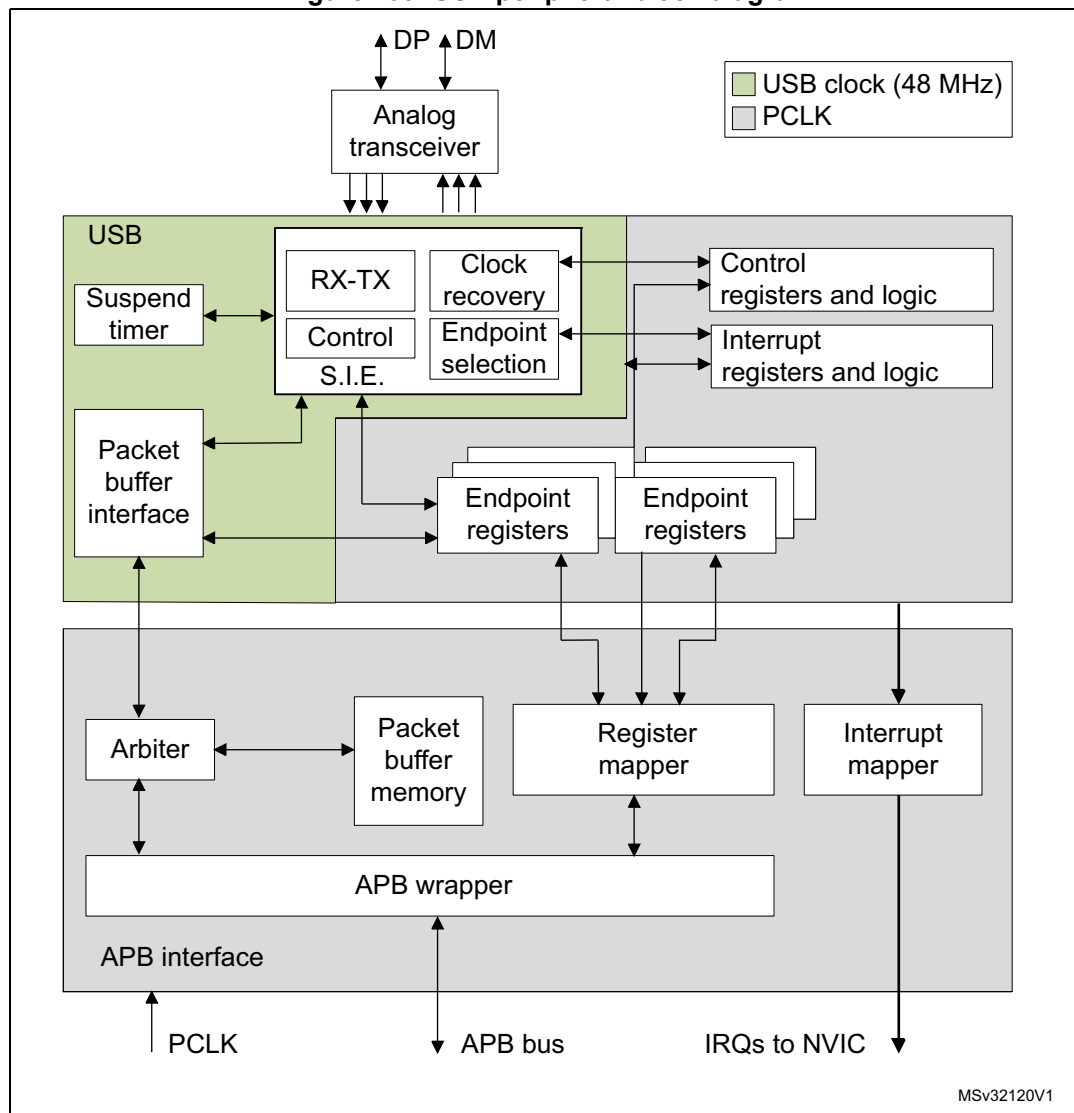 DP DM
Analog
transceiver
USB clock (48 MHz)
PCLK
USB
RX-TX
Clock
recovery
Control
registers and logic
Suspend
timer
Control
Endpoint
selection
Interrupt
registers and logic
S.I.E.
Packet
buffer
interface
Endpoint
registers
Endpoint
registers
Arbiter
Packet
buffer
memory
Register
mapper
Interrupt
mapper
APB wrapper
APB interface
PCLK
APB bus
IRQs to NVIC
MSv32120V1